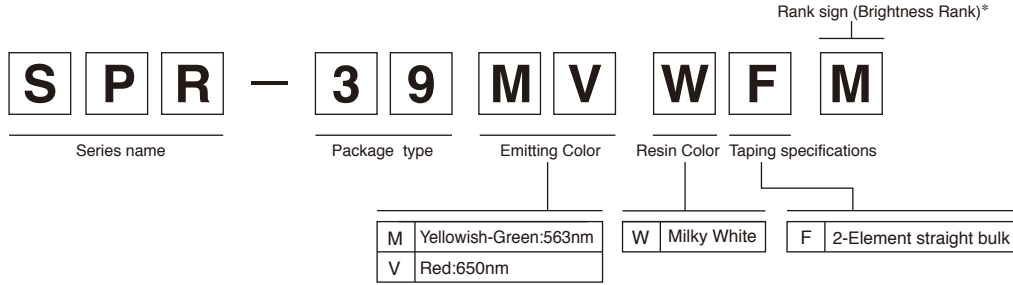 Rank sign (Brightness Rank)*
S P R — 3 9 M V W F M
Series name Package type Emitting Color Resin Color Taping specifications
M Yellowish-Green:563nm W Milky White F 2-Element straight bulk
V Red:650nm